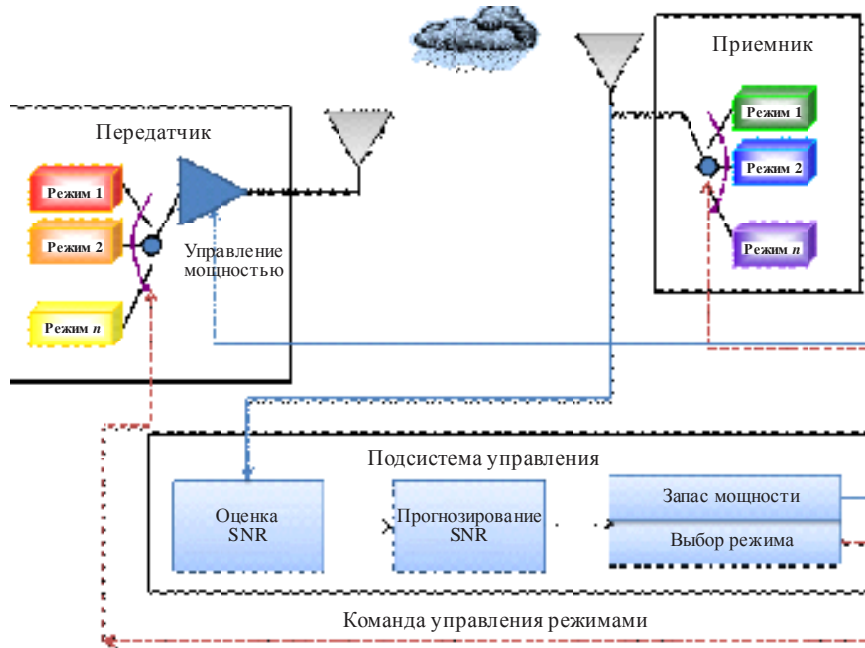 Приемник
Режим 1
Режим 2
Режим n
Передатчик
Режим 1
Режим 2
Режим n
Управление
мощностью
Подсистема управления
Оценка
SNR
Прогнозирование
SNR
Запас мощности
Выбор режима
Команда управления режимами